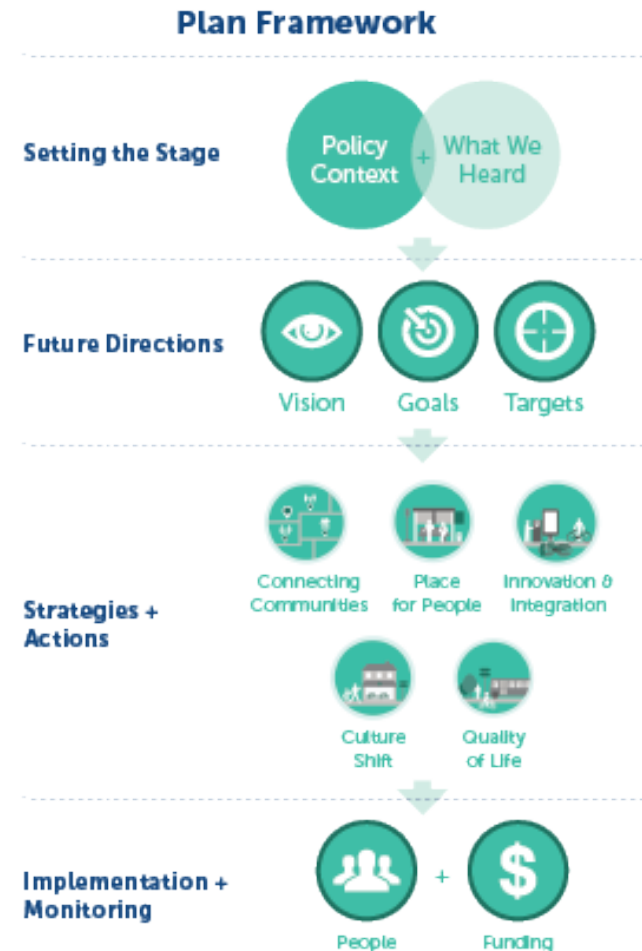 Plan Framework
Setting the Stage
Policy
Context
+
What We
Heard
Future Directions
Vision
Goals
Targets
Strategies +
Actions
Connecting
Communities
Place
for People
Innovation &
Integration
Culture
Shift
Quality
of Life
Implementation +
Monitoring
+
$
People
Funding